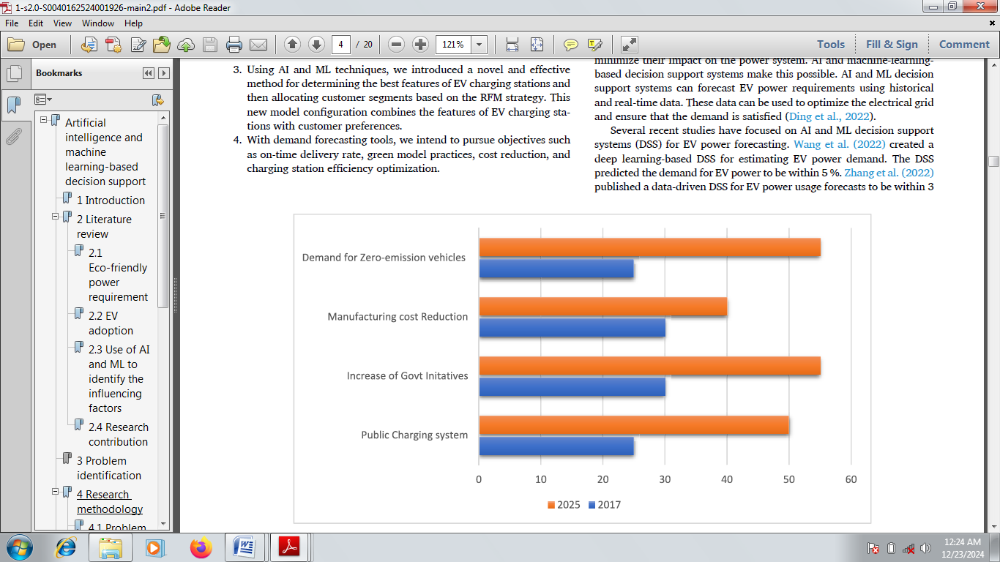 1-s2.0-S0040162524001926-main2.pdf - Adobe Reader
File Edit View Window Help
Open
4 / 20
121%
Tools
Fill & Sign
Comment
Bookmarks
Artificial
intelligence and
machine
learning-based
decision support
1 Introduction
2 Literature
review
2.1
Eco-friendly
power
requirement
2.2 EV
adoption
2.3 Use of AI
and ML to
identify the
influencing
factors
2.4 Research
contribution
3 Problem
identification
4 Research
methodology
4.1 Problem
3. Using AI and ML techniques, we introduced a novel and effective
method for determining the best features of EV charging stations and
then allocating customer segments based on the RFM strategy. This
new model configuration combines the features of EV charging sta-
tions with customer preferences.
4. With demand forecasting tools, we intend to pursue objectives such
as on-time delivery rate, green model practices, cost reduction, and
charging station efficiency optimization.
minimize their impact on the power system. AI and machine-learning-
based decision support systems make this possible. AI and ML decision
support systems can forecast EV power requirements using historical
and real-time data. These data can be used to optimize the electrical grid
and ensure that the demand is satisfied (Ding et al., 2022).
Several recent studies have focused on AI and ML decision support
systems (DSS) for EV power forecasting. Wang et al. (2022) created a
deep learning-based DSS for estimating EV power demand. The DSS
predicted the demand for EV power to be within 5 %. Zhang et al. (2022)
published a data-driven DSS for EV power usage forecasts to be within 3
Demand for Zero-emission vehicles
Manufacturing cost Reduction
Increase of Govt Initatives
Public Charging system
0 10 20 30 40 50 60
2025 2017
12:24 AM
12/23/2024